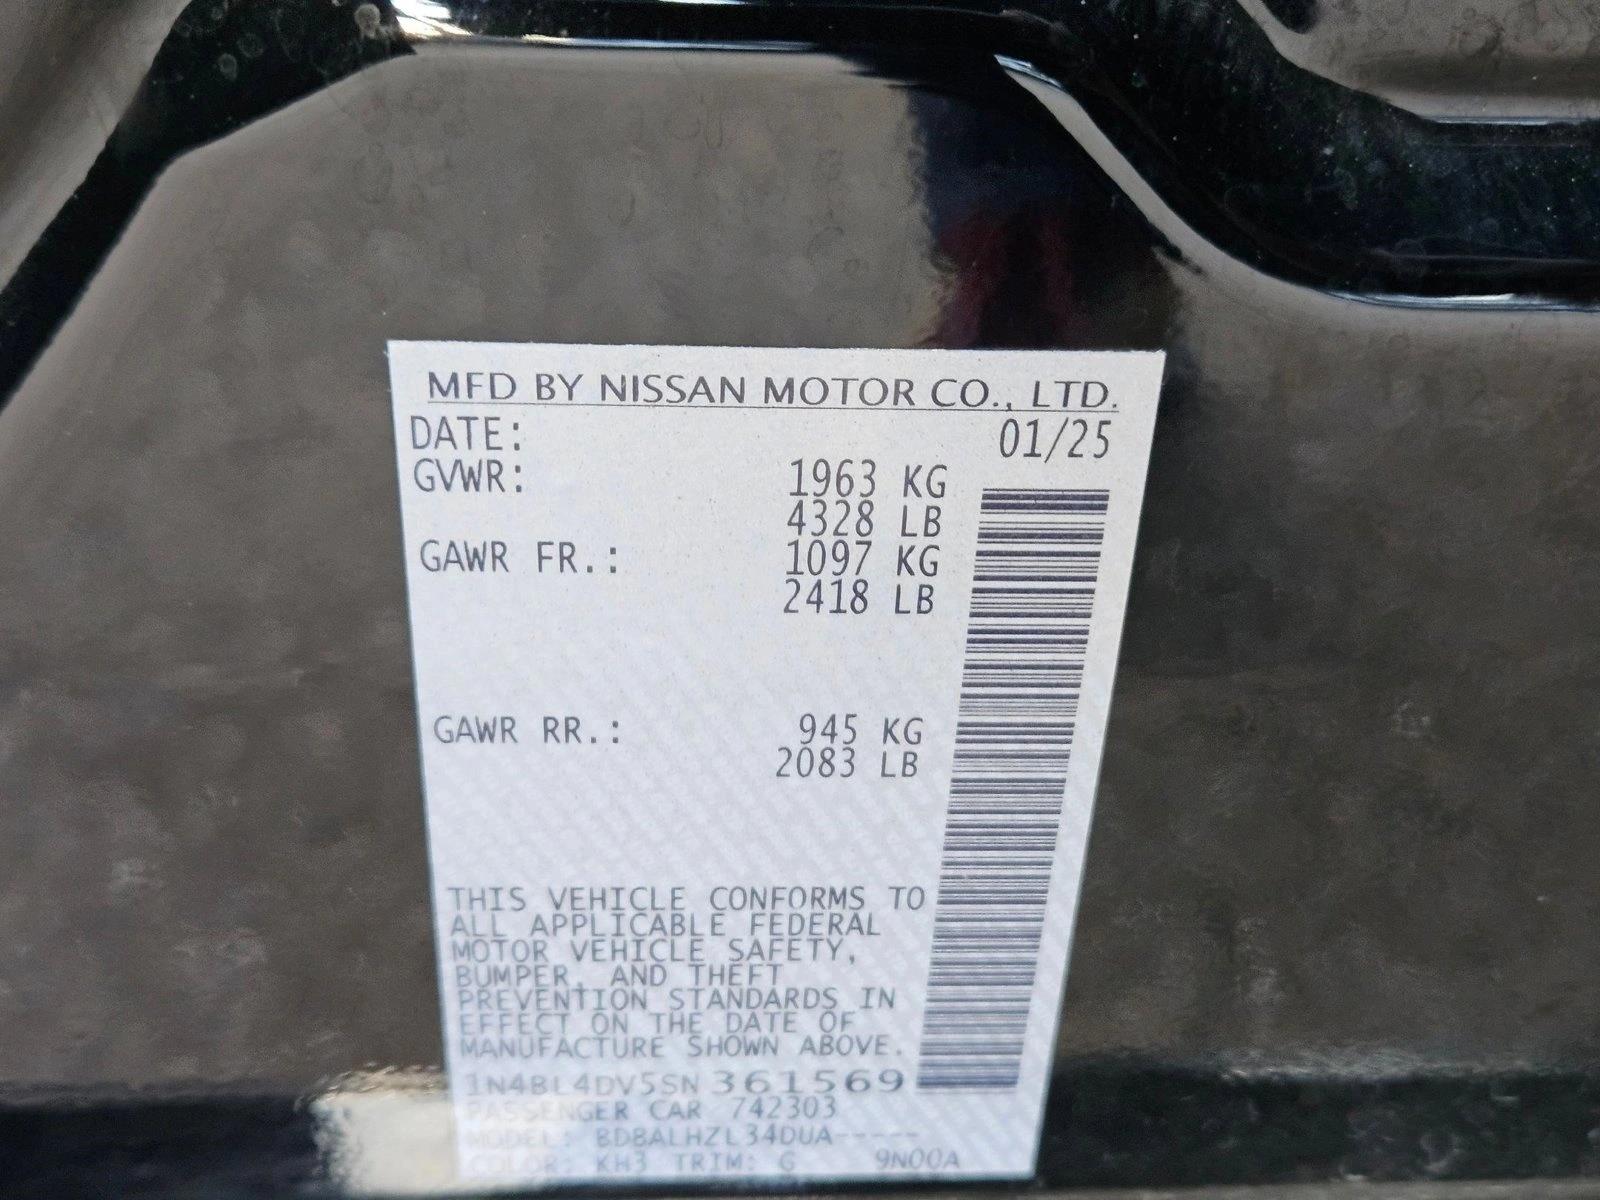 MFD BY NISSAN MOTOR CO., LTD.
DATE: 01/25
GVWR: 1963 KG
4328 LB
GAWR FR.: 1097 KG
2418 LB
GAWR RR.: 945 KG
2083 LB
THIS VEHICLE CONFORMS TO
ALL APPLICABLE FEDERAL
MOTOR VEHICLE SAFETY,
BUMPER, AND THEFT
PREVENTION STANDARDS IN
EFFECT ON THE DATE OF
MANUFACTURE SHOWN ABOVE.
1N4BL4DV5SN361569
PASSENGER CAR 742303
MODEL: BDBALHZL34DUA-----
COLOR: KH3 TRIM: G 9N00A